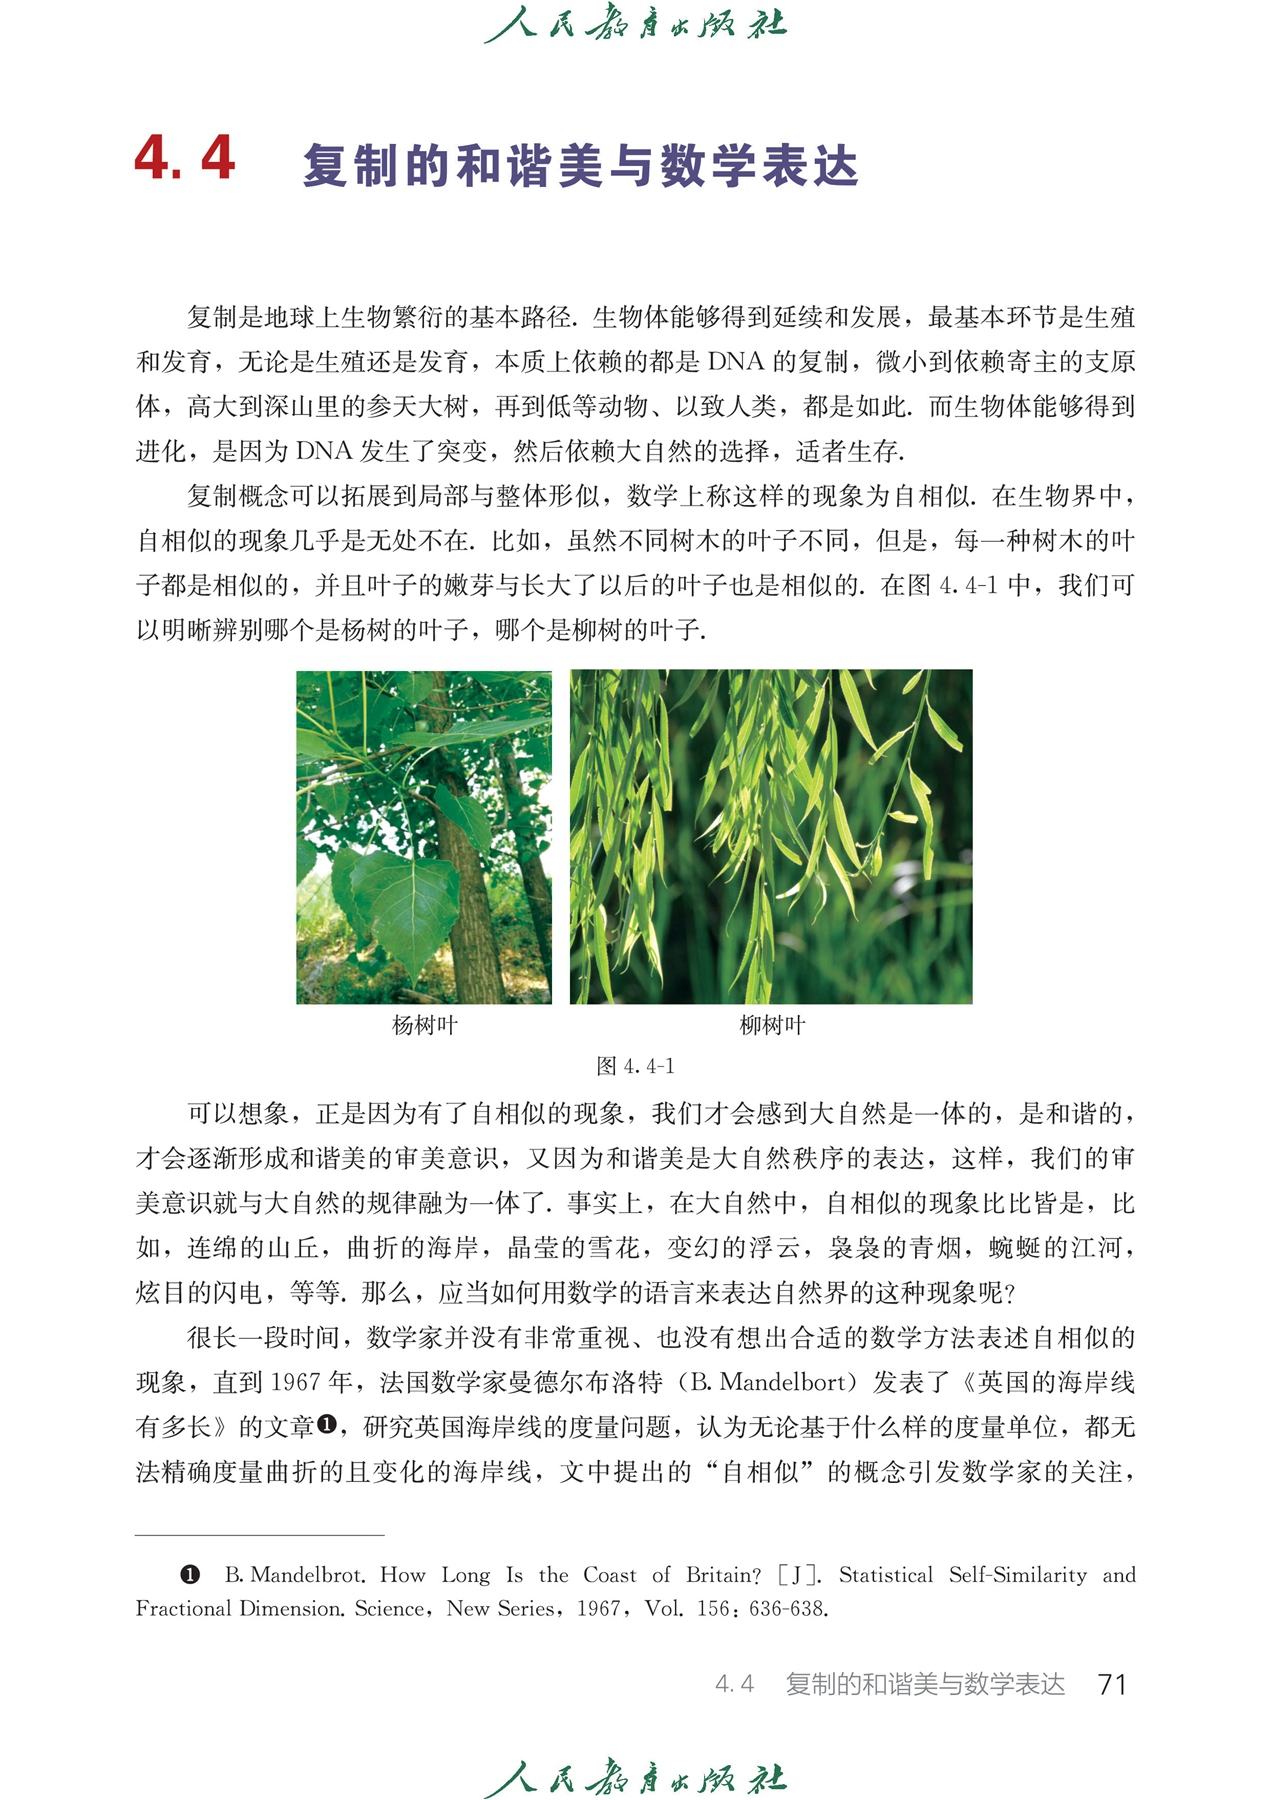 人民教育出版社
4.4 复制的和谐美与数学表达
复制是地球上生物繁衍的基本路径. 生物体能够得到延续和发展，最基本环节是生殖
和发育，无论是生殖还是发育，本质上依赖的都是 DNA 的复制，微小到依赖寄主的支原
体，高大到深山里的参天大树，再到低等动物、以致人类，都是如此. 而生物体能够得到
进化，是因为 DNA 发生了突变，然后依赖大自然的选择，适者生存.
复制概念可以拓展到局部与整体形似，数学上称这样的现象为自相似. 在生物界中，
自相似的现象几乎是无处不在. 比如，虽然不同树木的叶子不同，但是，每一种树木的叶
子都是相似的，并且叶子的嫩芽与长大了以后的叶子也是相似的. 在图 4.4-1 中，我们可
以明晰辨别哪个是杨树的叶子，哪个是柳树的叶子.
杨树叶 柳树叶
图 4.4-1
可以想象，正是因为有了自相似的现象，我们才会感到大自然是一体的，是和谐的，
才会逐渐形成和谐美的审美意识，又因为和谐美是大自然秩序的表达，这样，我们的审
美意识就与大自然的规律融为一体了. 事实上，在大自然中，自相似的现象比比皆是，比
如，连绵的山丘，曲折的海岸，晶莹的雪花，变幻的浮云，袅袅的青烟，蜿蜒的江河，
炫目的闪电，等等. 那么，应当如何用数学的语言来表达自然界的这种现象呢？
很长一段时间，数学家并没有非常重视、也没有想出合适的数学方法表述自相似的
现象，直到 1967 年，法国数学家曼德尔布洛特（B. Mandelbort）发表了《英国的海岸线
有多长》的文章❶，研究英国海岸线的度量问题，认为无论基于什么样的度量单位，都无
法精确度量曲折的且变化的海岸线，文中提出的“自相似”的概念引发数学家的关注，
❶ B. Mandelbrot. How Long Is the Coast of Britain? [J]. Statistical Self-Similarity and
Fractional Dimension. Science，New Series，1967，Vol. 156：636-638.
4.4 复制的和谐美与数学表达 71
人民教育出版社